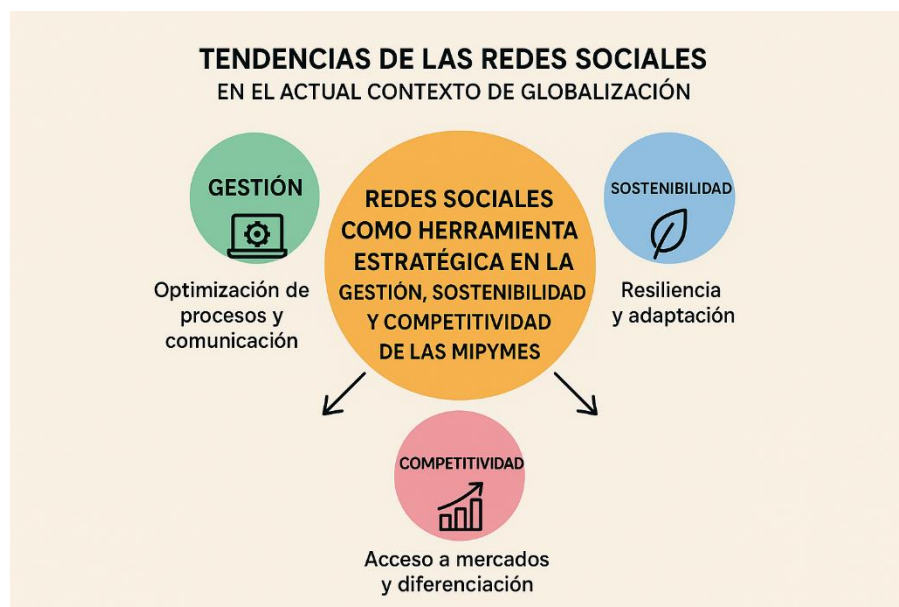 TENDENCIAS DE LAS REDES SOCIALES
EN EL ACTUAL CONTEXTO DE GLOBALIZACIÓN
GESTIÓN
Optimización de
procesos y
comunicación
REDES SOCIALES
COMO HERRAMIENTA
ESTRATÉGICA EN LA
GESTIÓN, SOSTENIBILIDAD
Y COMPETITIVIDAD
DE LAS MIPYMES
SOSTENIBILIDAD
Resiliencia
y adaptación
COMPETITIVIDAD
Acceso a mercados
y diferenciación